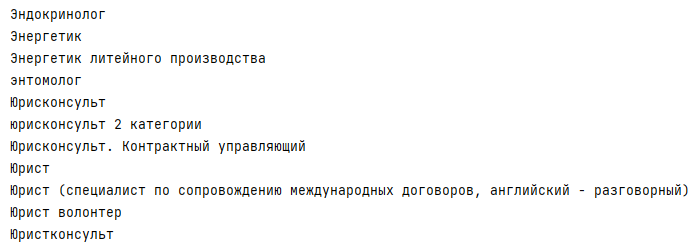 Эндокринолог
Энергетик
Энергетик литейного производства
энтомолог
Юрисконсульт
юрисконсульт 2 категории
Юрисконсульт. Контрактный управляющий
Юрист
Юрист (специалист по сопровождению международных договоров, английский - разговорный)
Юрист волонтер
Юристконсульт